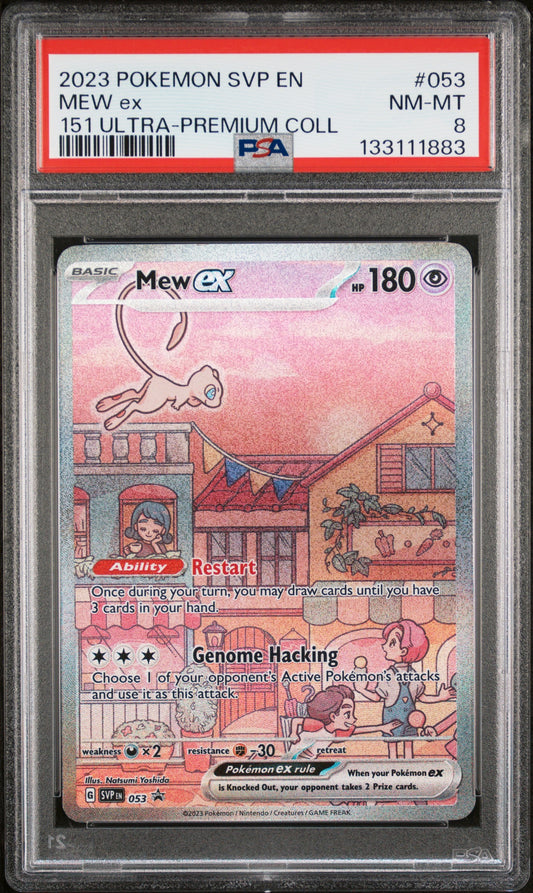 2023 POKEMON SVP EN #053
MEW ex NM-MT
151 ULTRA-PREMIUM COLL 8
PSA 133111883
BASIC Mew ex HP 180
Ability Restart
Once during your turn, you may draw cards until you have
3 cards in your hand.
Genome Hacking
Choose 1 of your opponent's Active Pokémon's attacks
and use it as this attack.
weakness ×2 resistance -30 retreat
Pokémon ex rule When your Pokémon ex
is Knocked Out, your opponent takes 2 Prize cards.
Illus. Natsumi Yoshida
G SVP EN 053
©2023 Pokémon / Nintendo / Creatures / GAME FREAK
21 PSA